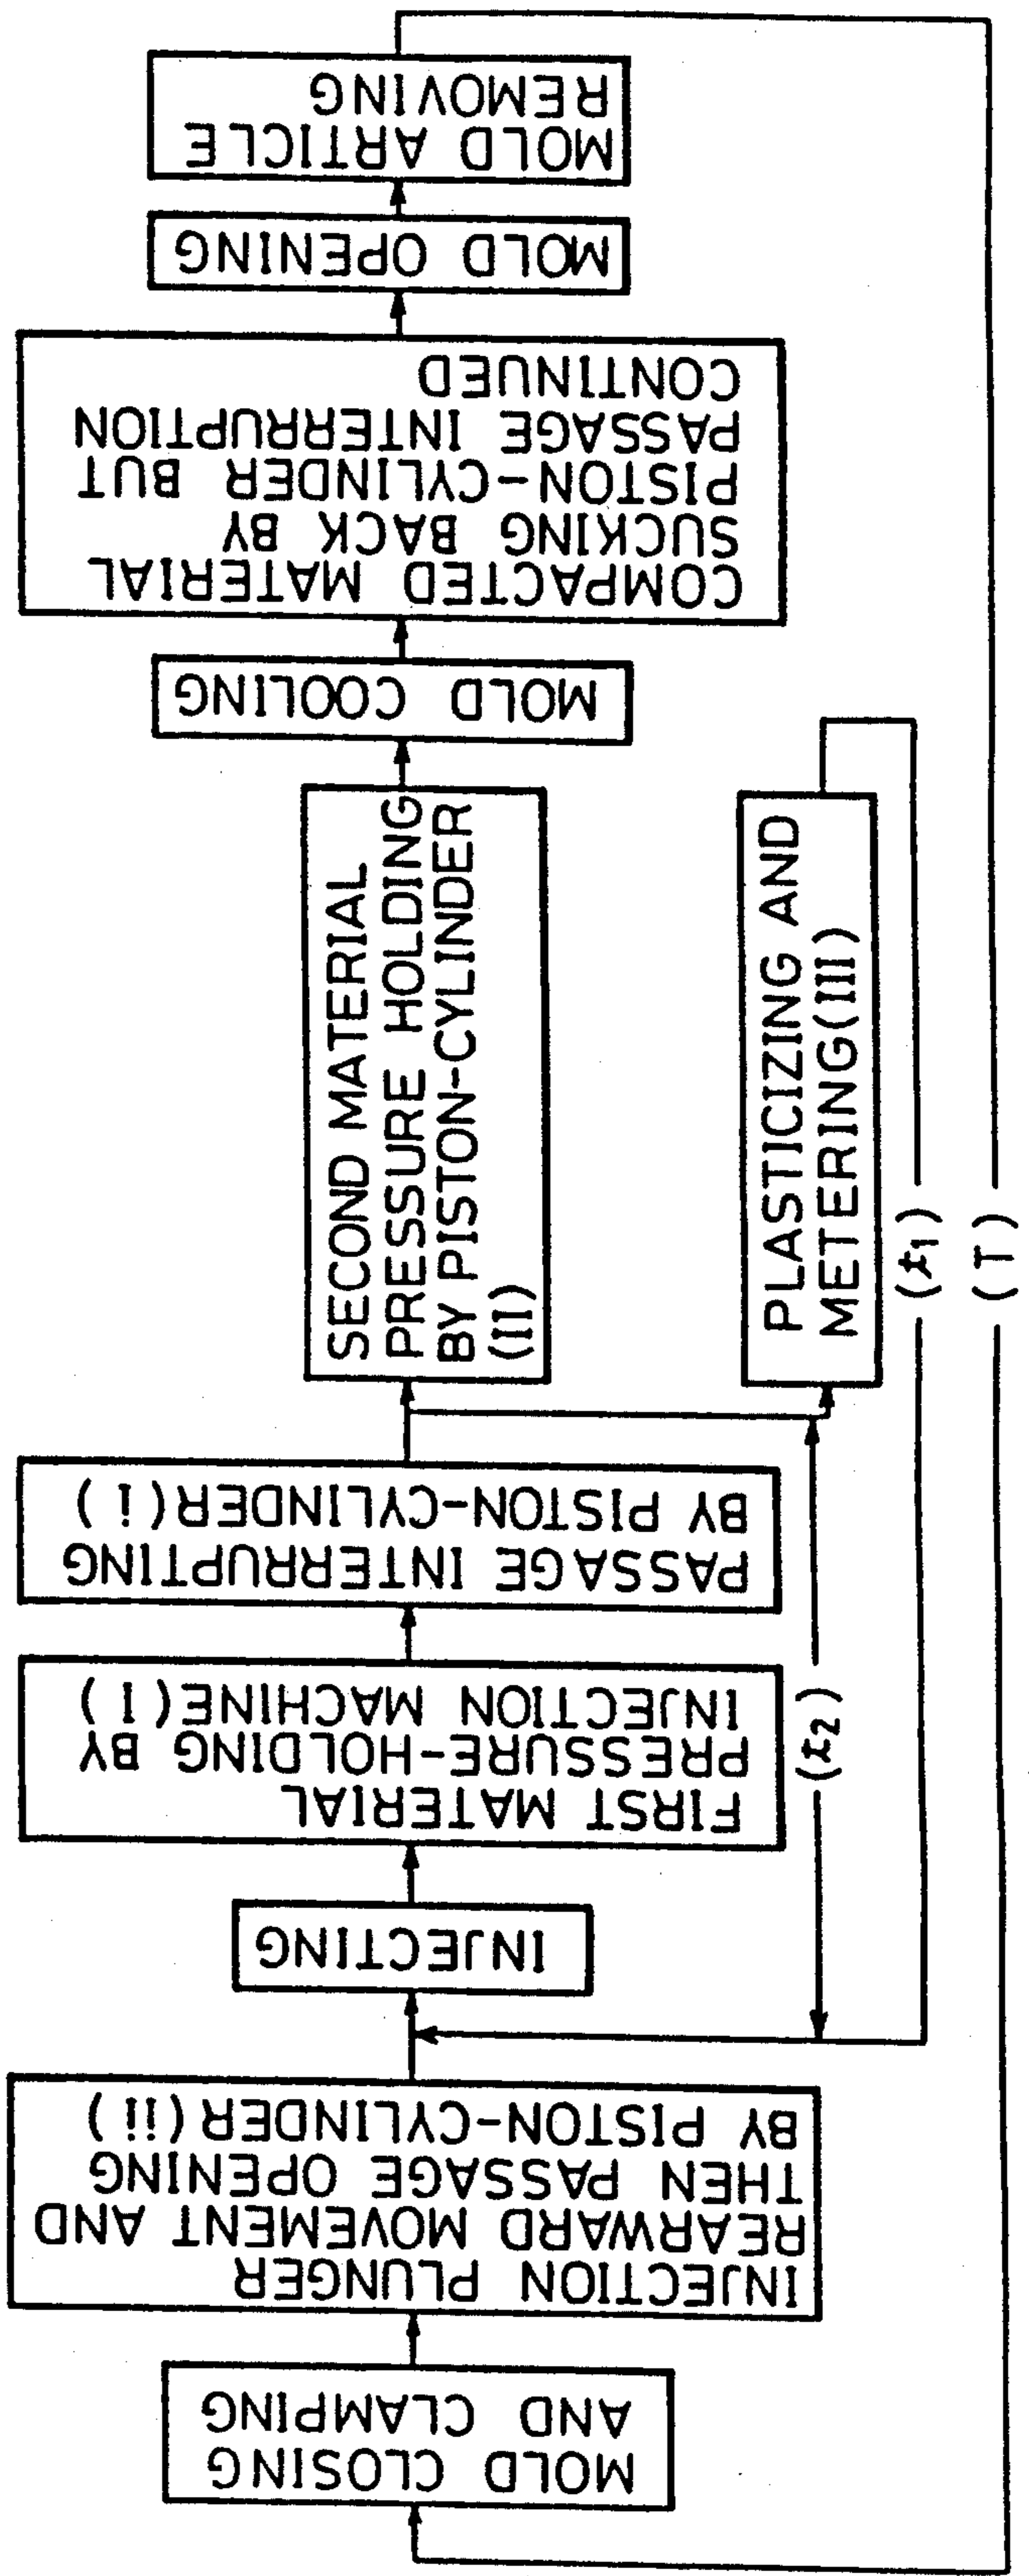 MOLD CLOSING
AND CLAMPING
INJECTION PLUNGER
REARWARD MOVEMENT AND
THEN PASSAGE OPENING
BY PISTON-CYLINDER(ii)
INJECTING
FIRST MATERIAL
PRESSURE-HOLDING BY
INJECTION MACHINE(I)
PASSAGE INTERRUPTING
BY PISTON-CYLINDER(i)
SECOND MATERIAL
PRESSURE HOLDING
BY PISTON-CYLINDER
(II)
PLASTICIZING AND
METERING(III)
MOLD COOLING
COMPACTED MATERIAL
SUCKING BACK BY
PISTON-CYLINDER BUT
PASSAGE INTERRUPTION
CONTINUED
MOLD OPENING
MOLD ARTICLE
REMOVING
(t2)
(t1)
(T)